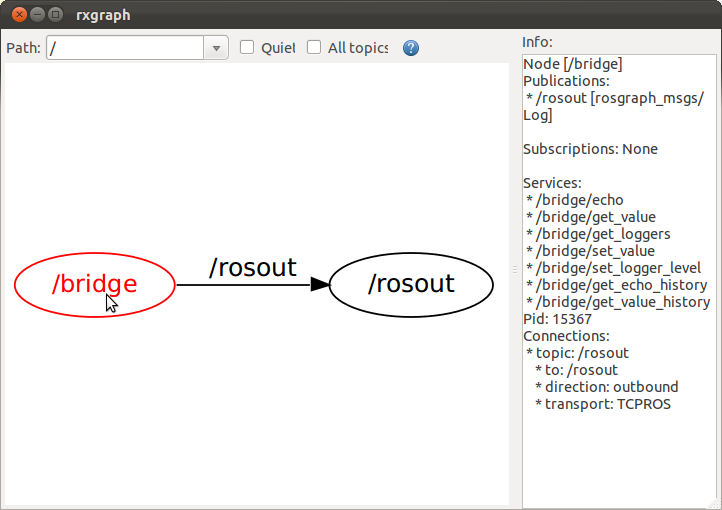 rxgraph
Path: /
Quiet
All topics
?
Info:
Node [/bridge]
Publications:
* /rosout [rosgraph_msgs/
Log]
Subscriptions: None
Services:
* /bridge/echo
* /bridge/get_value
* /bridge/get_loggers
* /bridge/set_value
* /bridge/set_logger_level
* /bridge/get_echo_history
* /bridge/get_value_history
Pid: 15367
Connections:
* topic: /rosout
* to: /rosout
* direction: outbound
* transport: TCPROS
/bridge
/rosout
/rosout